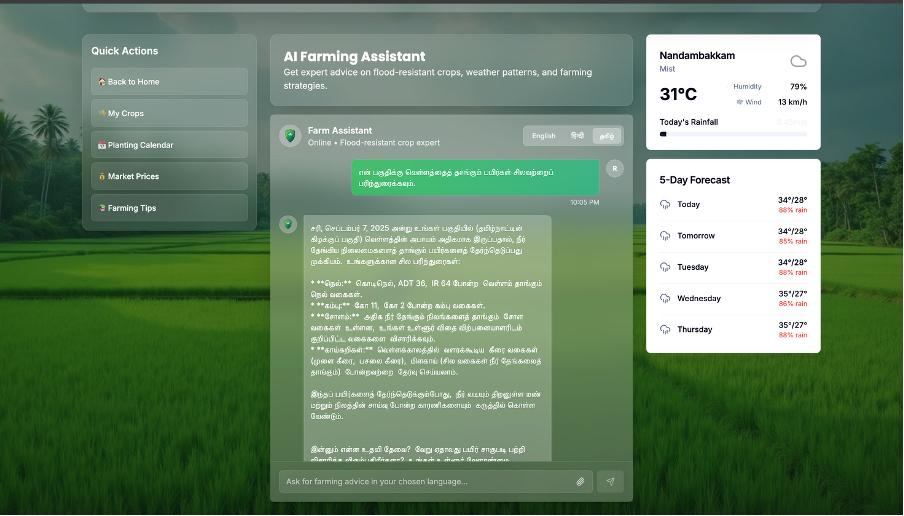 Quick Actions
Back to Home
My Crops
Planting Calendar
Market Prices
Farming Tips
AI Farming Assistant
Get expert advice on flood-resistant crops, weather patterns, and farming
strategies.
Farm Assistant
Online • Flood-resistant crop expert
English हिन्दी தமிழ்
என் பகுதிக்கு வெள்ளத்தைத் தாங்கும் பயிர்கள் சிலவற்றைப்
பரிந்துரைக்கவும்.
R
10:05 PM
சரி, செப்டம்பர் 7, 2025 அன்று உங்கள் பகுதியில் (தமிழ்நாட்டின்
கிழக்குப் பகுதி) வெள்ளத்தின் அபாயம் அதிகமாக இருப்பதால், நீர்
தேங்கிய நிலைமைகளைத் தாங்கும் பயிர்களைத் தேர்ந்தெடுப்பது
முக்கியம். உங்களுக்கான சில பரிந்துரைகள்:
* **நெல்:** கொடிநெல், ADT 36, IR 64 போன்ற வெள்ளம் தாங்கும்
நெல் வகைகள்.
* **கம்பு:** கோ 11, கோ 2 போன்ற கம்பு வகைகள்.
* **சோளம்:** அதிக நீர் தேங்கும் நிலங்களைத் தாங்கும் சோள
வகைகள் உள்ளன, உங்கள் உள்ளூர் விதை விற்பனையாளரிடம்
குறிப்பிட்ட வகைகளை விசாரிக்கவும்.
* **காய்கறிகள்:** வெள்ளக்காலத்தில் வளரக்கூடிய கீரை வகைகள்
(முளை கீரை, பசலை கீரை), மிளகாய் (சில வகைகள் நீர் தேங்கலைத்
தாங்கும்) போன்றவற்றை தேர்வு செய்யலாம்.
இந்தப் பயிர்களைத் தேர்ந்தெடுக்கும்போது, நீர் வடியும் திறனுள்ள மண்
மற்றும் நிலத்தின் சாய்வு போன்ற காரணிகளையும் கருத்தில் கொள்ள
வேண்டும்.
இன்னும் என்ன உதவி தேவை? வேறு ஏதாவது பயிர் சாகுபடி பற்றி
Ask for farming advice in your chosen language...
Nandambakkam
Mist
31°C
Humidity 79%
Wind 13 km/h
Today's Rainfall
5-Day Forecast
Today 34°/28°
88% rain
Tomorrow 34°/28°
85% rain
Tuesday 34°/28°
88% rain
Wednesday 35°/27°
86% rain
Thursday 35°/27°
88% rain